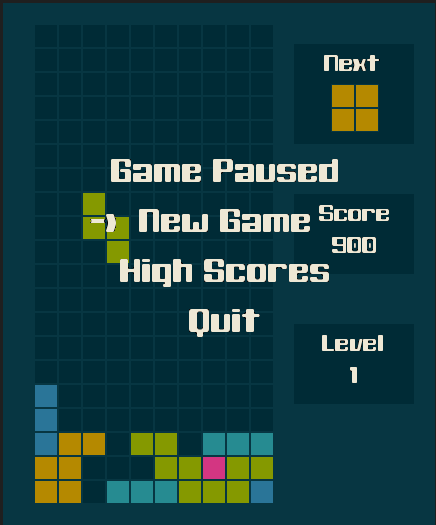 Next
Game Paused
-) New Game
High Scores
Quit
Score
900
Level
1